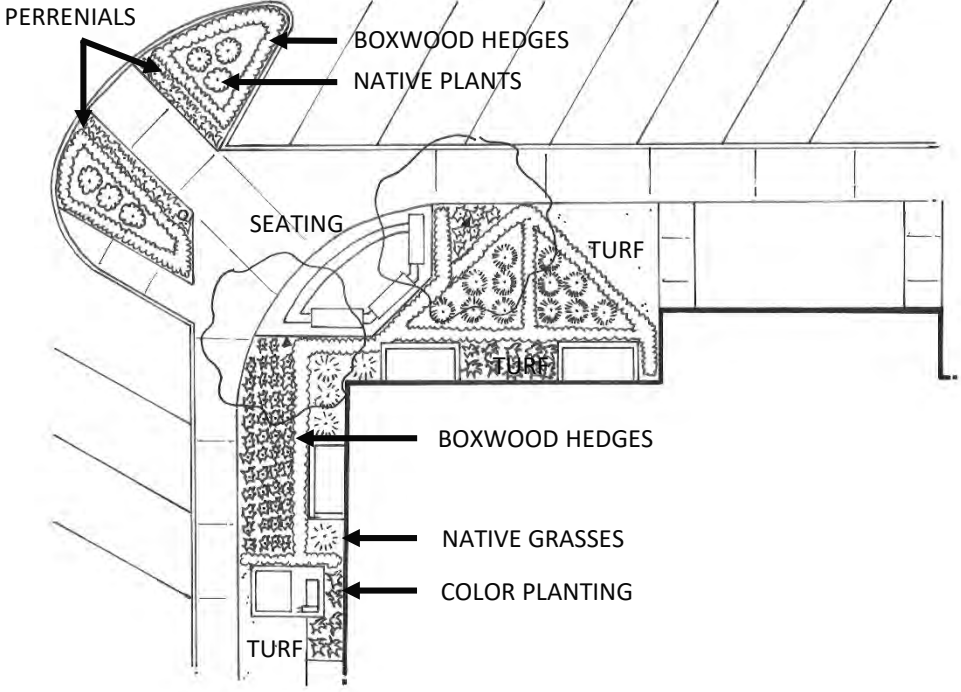 PERRENIALS
BOXWOOD HEDGES
NATIVE PLANTS
SEATING
TURF
TURF
BOXWOOD HEDGES
NATIVE GRASSES
COLOR PLANTING
TURF